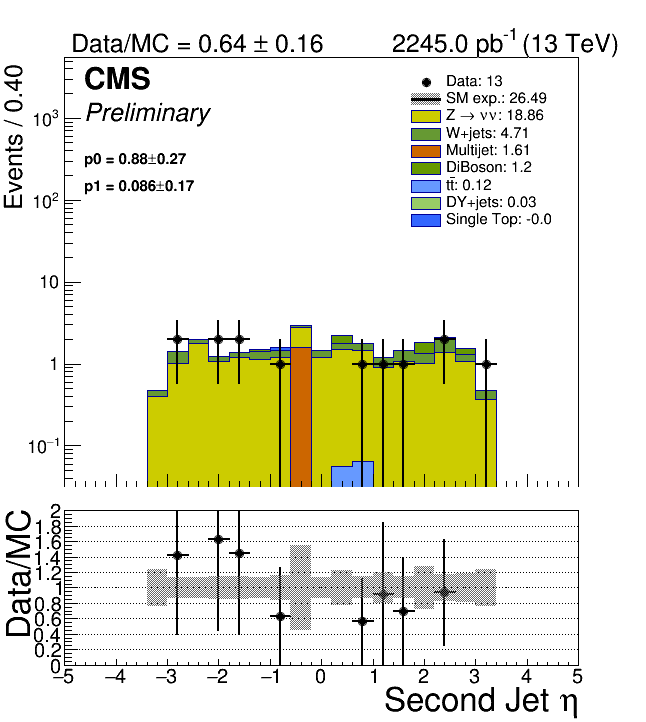 Data/MC = 0.64 ± 0.16
2245.0 pb⁻¹ (13 TeV)
CMS
Preliminary
p0 = 0.88±0.27
p1 = 0.086±0.17
Data: 13
SM exp.: 26.49
Z → νν: 18.86
W+jets: 4.71
Multijet: 1.61
DiBoson: 1.2
tt̄: 0.12
DY+jets: 0.03
Single Top: -0.0
Events / 0.40
10³
10²
10
1
10⁻¹
Data/MC
2
1.8
1.6
1.4
1.2
1
0.8
0.6
0.4
0.2
0
−5 −4 −3 −2 −1 0 1 2 3 4 5
Second Jet η